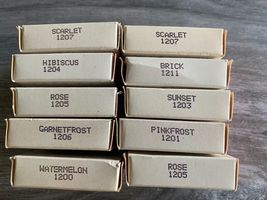 SCARLET
1207
HIBISCUS
1204
ROSE
1205
GARNETFROST
1206
WATERMELON
1200
SCARLET
1207
BRICK
1211
SUNSET
1203
PINKFROST
1201
ROSE
1205